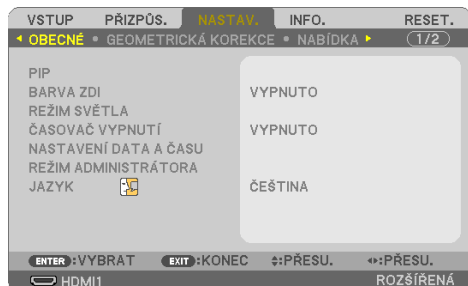 VSTUP PŘIZPŮS. NASTAV. INFO. RESET.
OBECNÉ • GEOMETRICKÁ KOREKCE • NABÍDKA 1/2
PIP
BARVA ZDI VYPNUTO
REŽIM SVĚTLA
ČASOVAČ VYPNUTÍ VYPNUTO
NASTAVENÍ DATA A ČASU
REŽIM ADMINISTRÁTORA
JAZYK ČEŠTINA
ENTER :VYBRAT EXIT :KONEC :PŘESU. :PŘESU.
HDMI1 ROZŠÍŘENÁ